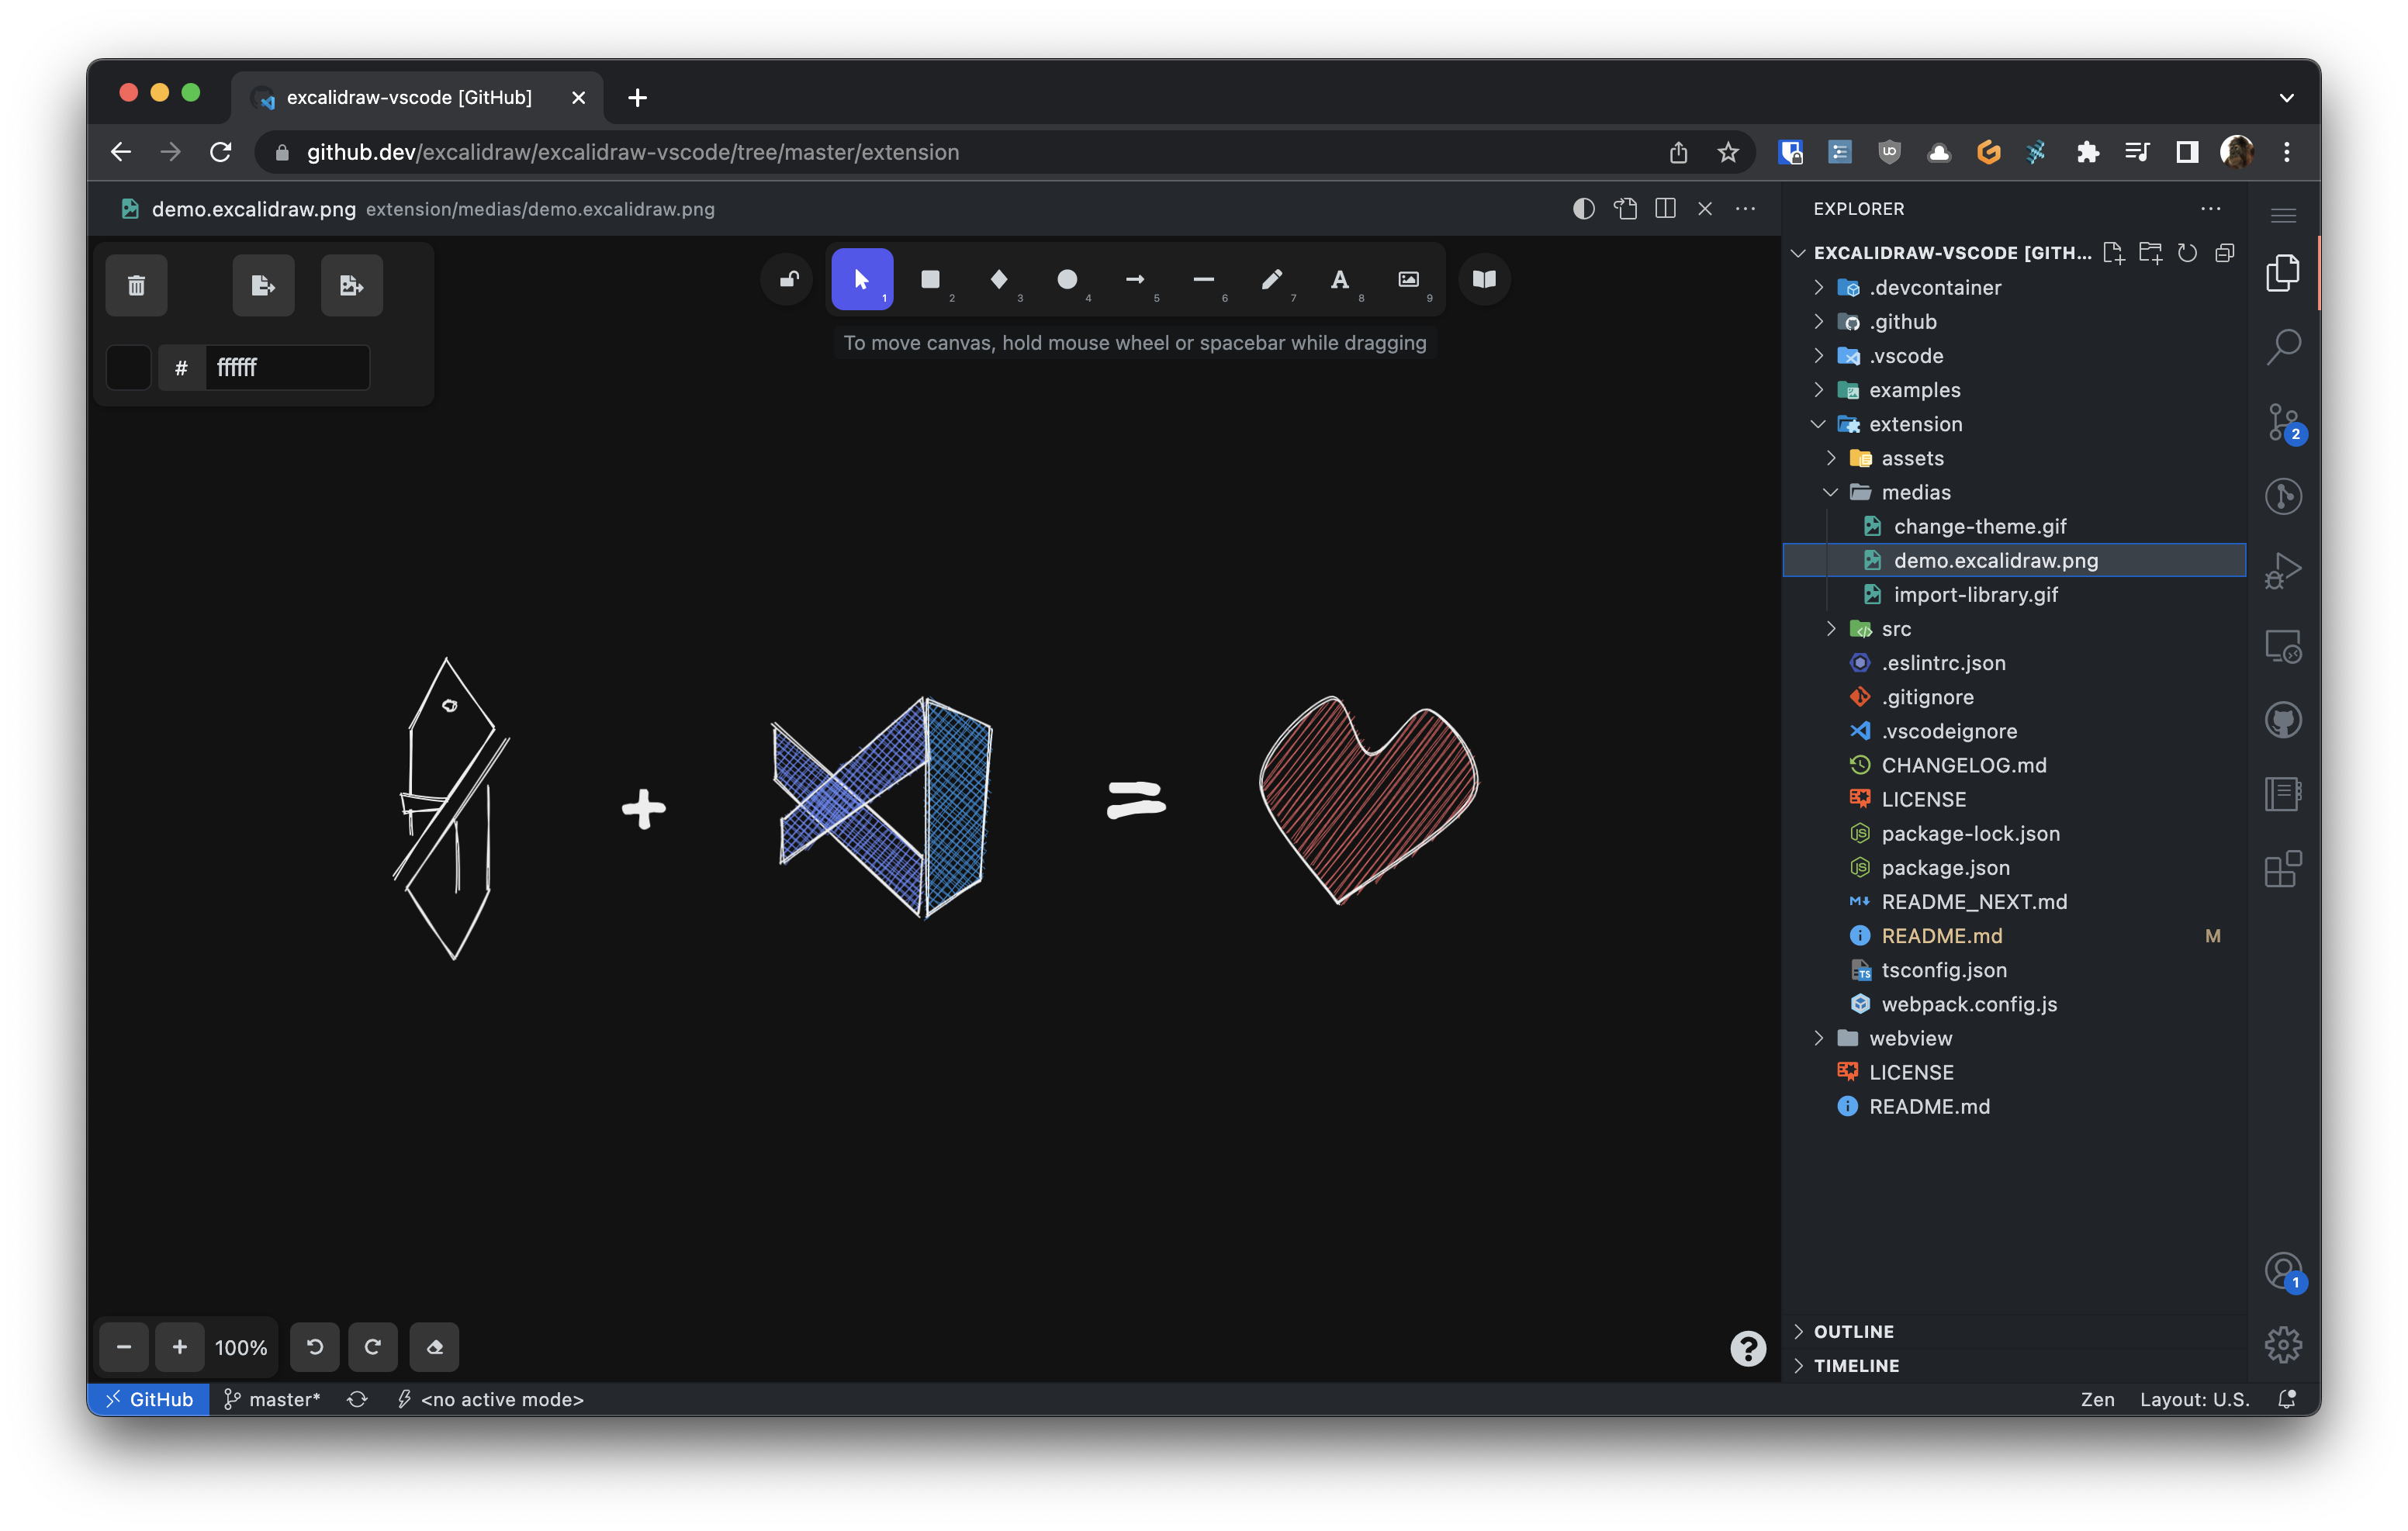 excalidraw-vscode [GitHub]
github.dev/excalidraw/excalidraw-vscode/tree/master/extension
demo.excalidraw.png extension/medias/demo.excalidraw.png
1 2 3 4 5 6 7 A 8 9
To move canvas, hold mouse wheel or spacebar while dragging
# ffffff
+ =
100%
EXPLORER
EXCALIDRAW-VSCODE [GITH...
.devcontainer
.github
.vscode
examples
extension
assets
medias
change-theme.gif
demo.excalidraw.png
import-library.gif
src
.eslintrc.json
.gitignore
.vscodeignore
CHANGELOG.md
LICENSE
package-lock.json
package.json
README_NEXT.md
README.md M
tsconfig.json
webpack.config.js
webview
LICENSE
README.md
OUTLINE
TIMELINE
2
1
GitHub master* <no active mode> Zen Layout: U.S.